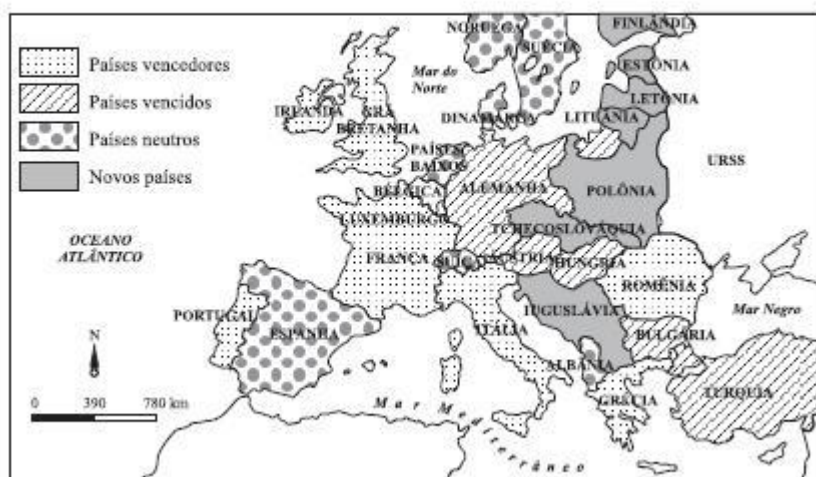 Países vencedores
Países vencidos
Países neutros
Novos países
NORUEGA
SUÉCIA
FINLÂNDIA
ESTÔNIA
LETÔNIA
LITUÂNIA
Mar do
Norte
DINAMARCA
IRLANDA
GRÃ
BRETANHA
PAÍSES
BAIXOS
URSS
BÉLGICA
ALEMANHA
POLÔNIA
LUXEMBURGO
TCHECOSLOVÁQUIA
OCEANO
ATLÂNTICO
FRANÇA
SUÍÇ
ÁUSTRIA
HUNGRIA
ROMÊNIA
IUGUSLÁVIA
Mar Negro
PORTUGAL
ESPANHA
ITÁLIA
BULGÁRIA
ALBÂNIA
TURQUIA
GRÉCIA
N
0 390 780 km
Mar Mediterrâneo